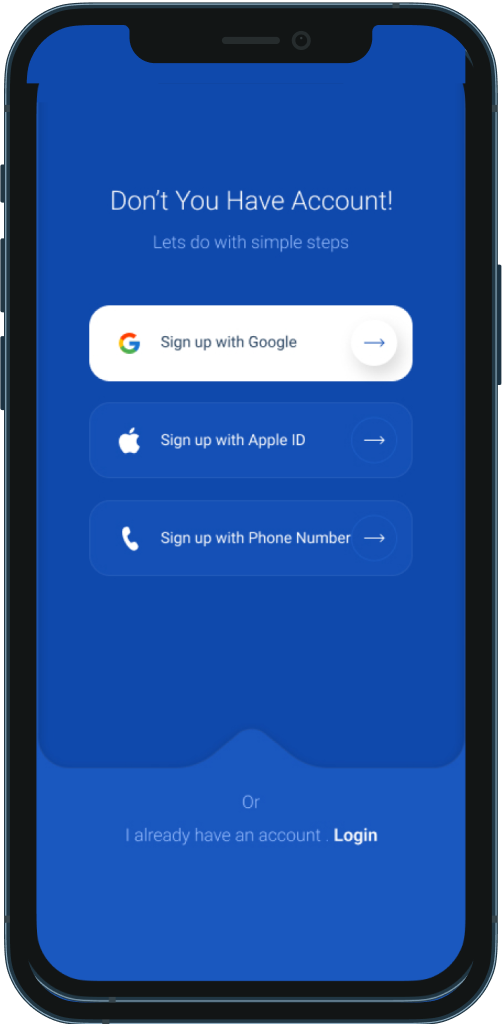 Don’t You Have Account!
Lets do with simple steps
Sign up with Google
Sign up with Apple ID
Sign up with Phone Number
Or
I already have an account . Login